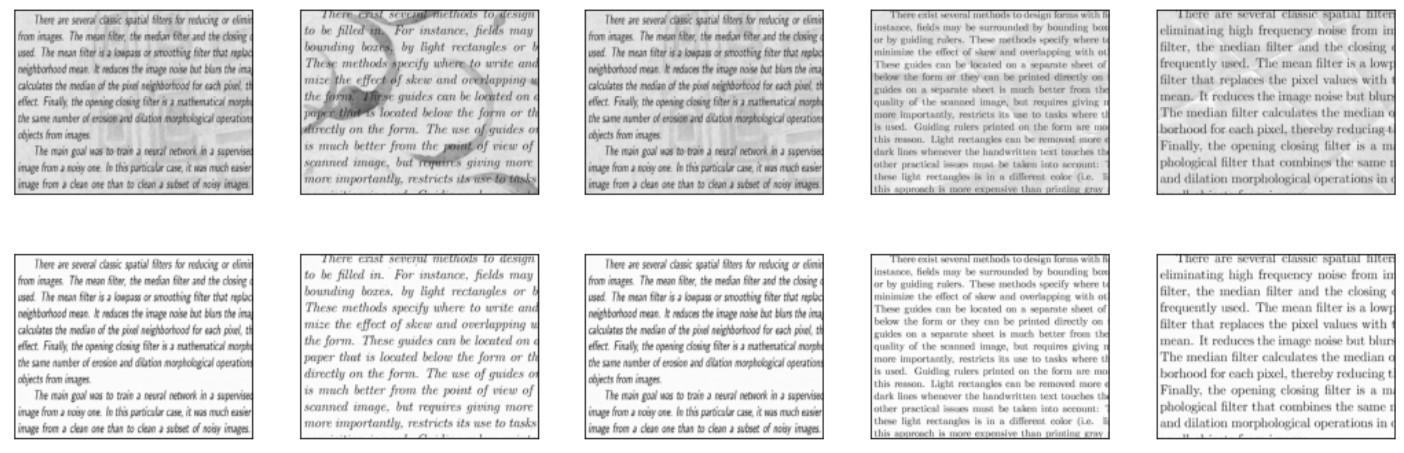 There are several classic spatial filters for reducing or elimin
from images. The mean filter, the median filter and the closing
used. The mean filter is a lowpass or smoothing filter that replac
neighborhood mean. It reduces the image noise but blurs the ima
calculates the median of the pixel neighborhood for each pixel, th
effect. Finally, the opening closing filter is a mathematical morpho
the same number of erosion and dilation morphological operations
objects from images.
The main goal was to train a neural network in a supervised
image from a noisy one. In this particular case, it was much easier
image from a clean one than to clean a subset of noisy images.
There exist several methods to design
to be filled in. For instance, fields may
bounding boxes, by light rectangles or b
These methods specify where to write and
mize the effect of skew and overlapping w
the form. These guides can be located on a
paper that is located below the form or th
directly on the form. The use of guides on
is much better from the point of view of
scanned image, but requires giving more
more importantly, restricts its use to tasks
There are several classic spatial filters for reducing or elimin
from images. The mean filter, the median filter and the closing
used. The mean filter is a lowpass or smoothing filter that replac
neighborhood mean. It reduces the image noise but blurs the ima
calculates the median of the pixel neighborhood for each pixel, th
effect. Finally, the opening closing filter is a mathematical morpho
the same number of erosion and dilation morphological operations
objects from images.
The main goal was to train a neural network in a supervised
image from a noisy one. In this particular case, it was much easier
image from a clean one than to clean a subset of noisy images.
There exist several methods to design forms with fi
instance, fields may be surrounded by bounding box
or by guiding rulers. These methods specify where to
minimize the effect of skew and overlapping with ot
These guides can be located on a separate sheet of
below the form or they can be printed directly on
guides on a separate sheet is much better from the
quality of the scanned image, but requires giving n
more importantly, restricts its use to tasks where th
is used. Guiding rulers printed on the form are mo
this reason. Light rectangles can be removed more e
dark lines whenever the handwritten text touches the
other practical issues must be taken into account:
these light rectangles is in a different color (i.e.
this approach is more expensive than printing gray
There are several classic spatial filters
eliminating high frequency noise from im
filter, the median filter and the closing
frequently used. The mean filter is a lowp
filter that replaces the pixel values with t
mean. It reduces the image noise but blurs
The median filter calculates the median o
borhood for each pixel, thereby reducing t
Finally, the opening closing filter is a ma
phological filter that combines the same n
and dilation morphological operations in
There are several classic spatial filters for reducing or elimin
from images. The mean filter, the median filter and the closing
used. The mean filter is a lowpass or smoothing filter that replac
neighborhood mean. It reduces the image noise but blurs the ima
calculates the median of the pixel neighborhood for each pixel, th
effect. Finally, the opening closing filter is a mathematical morpho
the same number of erosion and dilation morphological operations
objects from images.
The main goal was to train a neural network in a supervised
image from a noisy one. In this particular case, it was much easier
image from a clean one than to clean a subset of noisy images.
There exist several methods to design
to be filled in. For instance, fields may
bounding boxes, by light rectangles or b
These methods specify where to write and
mize the effect of skew and overlapping w
the form. These guides can be located on a
paper that is located below the form or th
directly on the form. The use of guides on
is much better from the point of view of
scanned image, but requires giving more
more importantly, restricts its use to tasks
There are several classic spatial filters for reducing or elimin
from images. The mean filter, the median filter and the closing
used. The mean filter is a lowpass or smoothing filter that replac
neighborhood mean. It reduces the image noise but blurs the ima
calculates the median of the pixel neighborhood for each pixel, th
effect. Finally, the opening closing filter is a mathematical morpho
the same number of erosion and dilation morphological operations
objects from images.
The main goal was to train a neural network in a supervised
image from a noisy one. In this particular case, it was much easier
image from a clean one than to clean a subset of noisy images.
There exist several methods to design forms with fi
instance, fields may be surrounded by bounding box
or by guiding rulers. These methods specify where to
minimize the effect of skew and overlapping with ot
These guides can be located on a separate sheet of
below the form or they can be printed directly on
guides on a separate sheet is much better from the
quality of the scanned image, but requires giving n
more importantly, restricts its use to tasks where th
is used. Guiding rulers printed on the form are mo
this reason. Light rectangles can be removed more e
dark lines whenever the handwritten text touches the
other practical issues must be taken into account:
these light rectangles is in a different color (i.e.
this approach is more expensive than printing gray
There are several classic spatial filters
eliminating high frequency noise from im
filter, the median filter and the closing
frequently used. The mean filter is a lowp
filter that replaces the pixel values with t
mean. It reduces the image noise but blurs
The median filter calculates the median o
borhood for each pixel, thereby reducing t
Finally, the opening closing filter is a ma
phological filter that combines the same n
and dilation morphological operations in